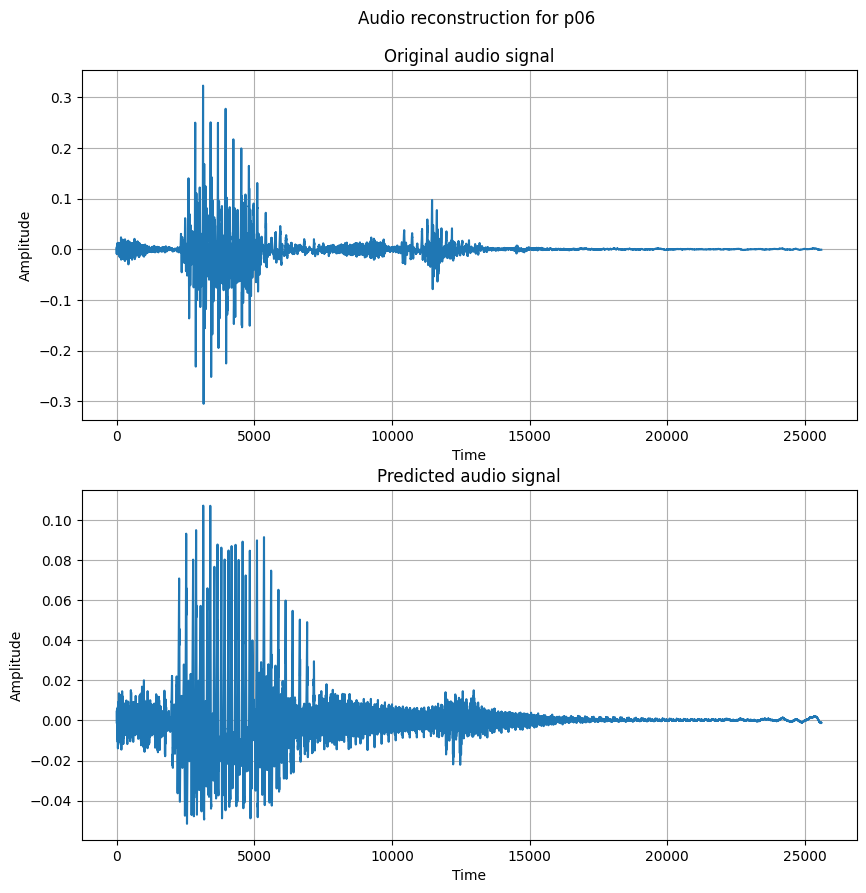 Audio reconstruction for p06
Original audio signal
0.3
0.2
0.1
0.0
−0.1
−0.2
−0.3
Amplitude
0 5000 10000 15000 20000 25000
Time
Predicted audio signal
0.10
0.08
0.06
0.04
0.02
0.00
−0.02
−0.04
Amplitude
0 5000 10000 15000 20000 25000
Time